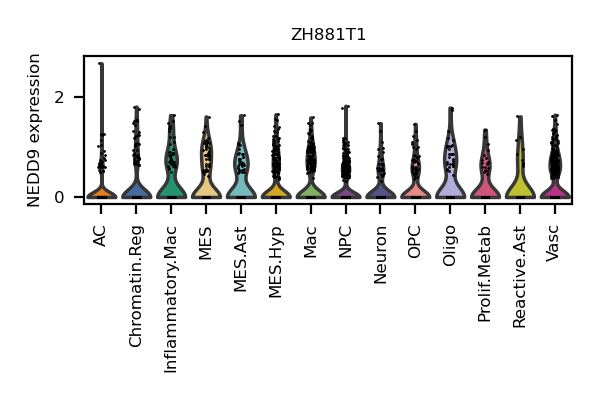 ZH881T1
NEDD9 expression
2
0
AC
Chromatin.Reg
Inflammatory.Mac
MES
MES.Ast
MES.Hyp
Mac
NPC
Neuron
OPC
Oligo
Prolif.Metab
Reactive.Ast
Vasc